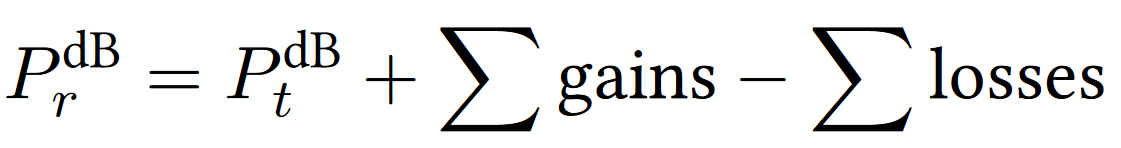 P_r^dB = P_t^dB + ∑ gains − ∑ losses